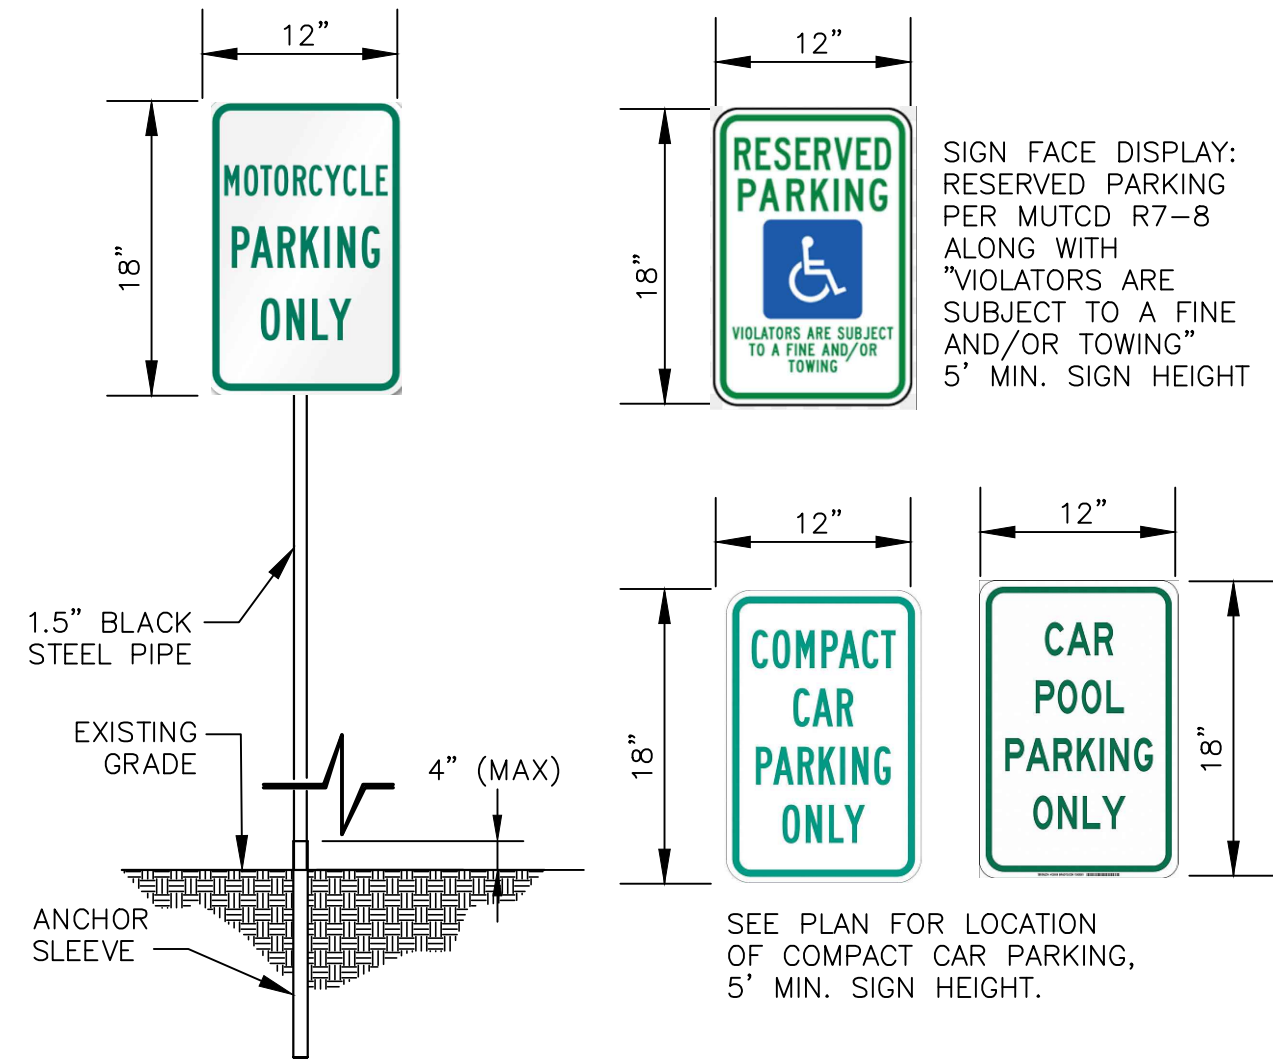 12”
18”
MOTORCYCLE
PARKING
ONLY
1.5” BLACK
STEEL PIPE
EXISTING
GRADE
4” (MAX)
ANCHOR
SLEEVE
12”
18”
RESERVED
PARKING
VIOLATORS ARE SUBJECT
TO A FINE AND/OR
TOWING
SIGN FACE DISPLAY:
RESERVED PARKING
PER MUTCD R7–8
ALONG WITH
”VIOLATORS ARE
SUBJECT TO A FINE
AND/OR TOWING”
5’ MIN. SIGN HEIGHT
12”
18”
COMPACT
CAR
PARKING
ONLY
12”
18”
CAR
POOL
PARKING
ONLY
SEE PLAN FOR LOCATION
OF COMPACT CAR PARKING,
5’ MIN. SIGN HEIGHT.